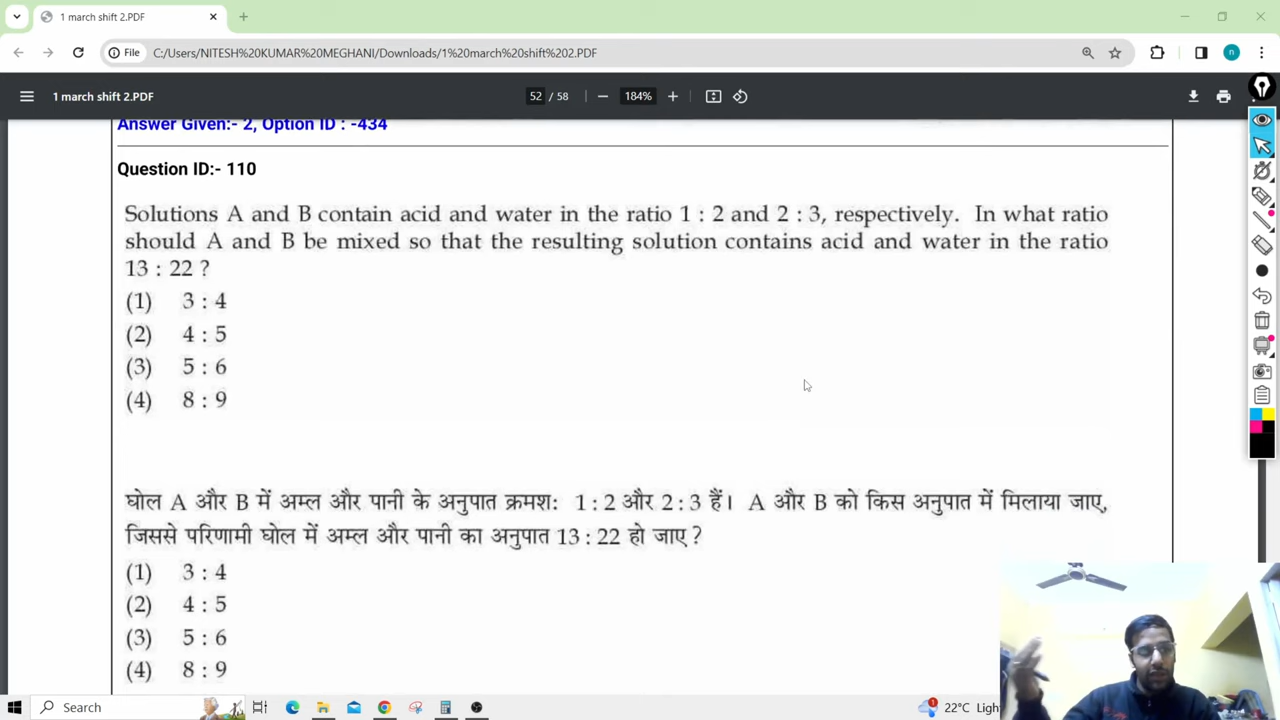 1 march shift 2.PDF
File
C:/Users/NITESH%20KUMAR%20MEGHANI/Downloads/1%20march%20shift%202.PDF
n
1 march shift 2.PDF
52 / 58
184%
Answer Given:- 2, Option ID : -434
Question ID:- 110
Solutions A and B contain acid and water in the ratio 1 : 2 and 2 : 3, respectively. In what ratio
should A and B be mixed so that the resulting solution contains acid and water in the ratio
13 : 22 ?
(1) 3 : 4
(2) 4 : 5
(3) 5 : 6
(4) 8 : 9
घोल A और B में अम्ल और पानी के अनुपात क्रमश: 1 : 2 और 2 : 3 हैं। A और B को किस अनुपात में मिलाया जाए,
जिससे परिणामी घोल में अम्ल और पानी का अनुपात 13 : 22 हो जाए ?
(1) 3 : 4
(2) 4 : 5
(3) 5 : 6
(4) 8 : 9
Search
1
22°C Ligh